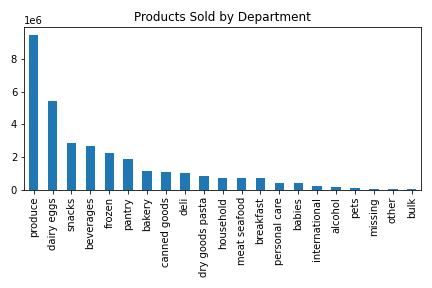 Products Sold by Department
1e6
8
6
4
2
0
produce
dairy eggs
snacks
beverages
frozen
pantry
bakery
canned goods
deli
dry goods pasta
household
meat seafood
breakfast
personal care
babies
international
alcohol
pets
missing
other
bulk